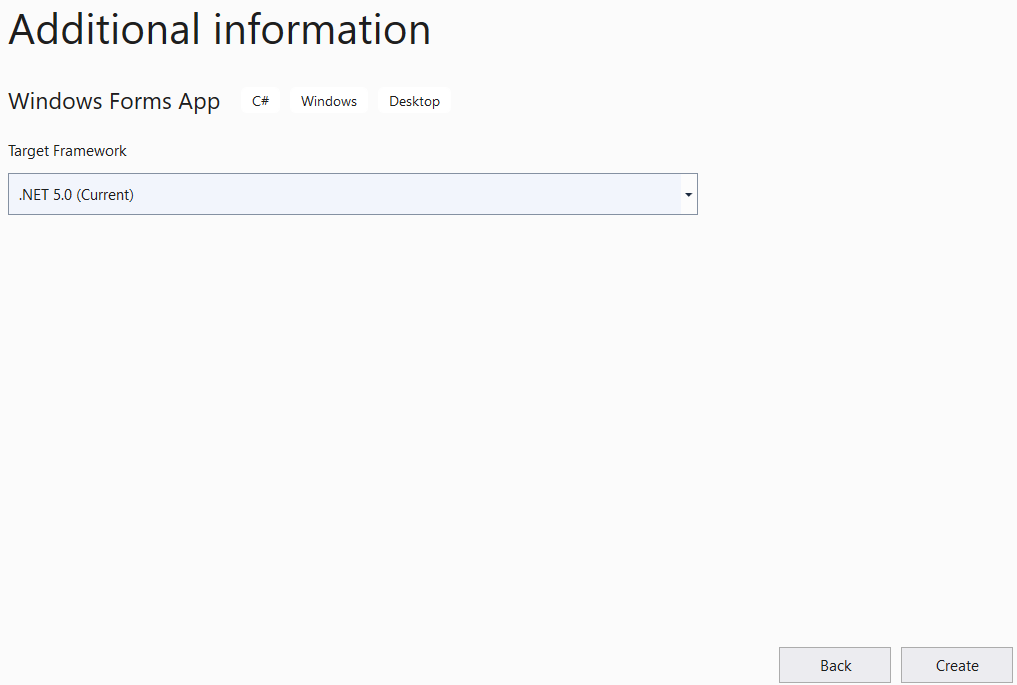 Additional information
Windows Forms App C# Windows Desktop
Target Framework
.NET 5.0 (Current)
Back Create